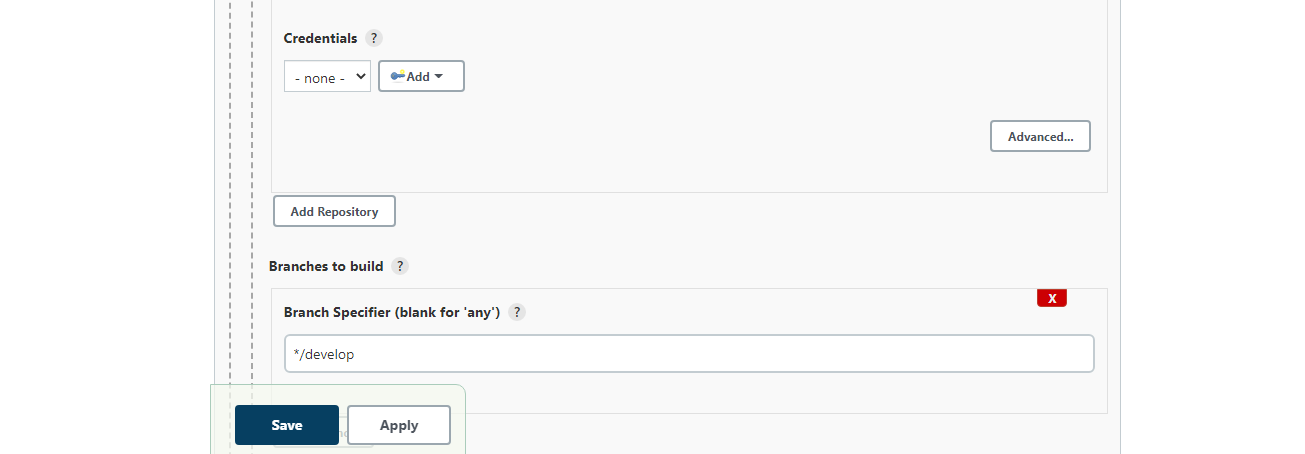 Credentials ?
- none - Add
Advanced...
Add Repository
Branches to build ?
X
Branch Specifier (blank for 'any') ?
*/develop
Save Apply